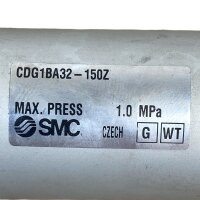 CDG1BA32-150Z
MAX. PRESS 1.0 MPa
SMC CZECH G WT